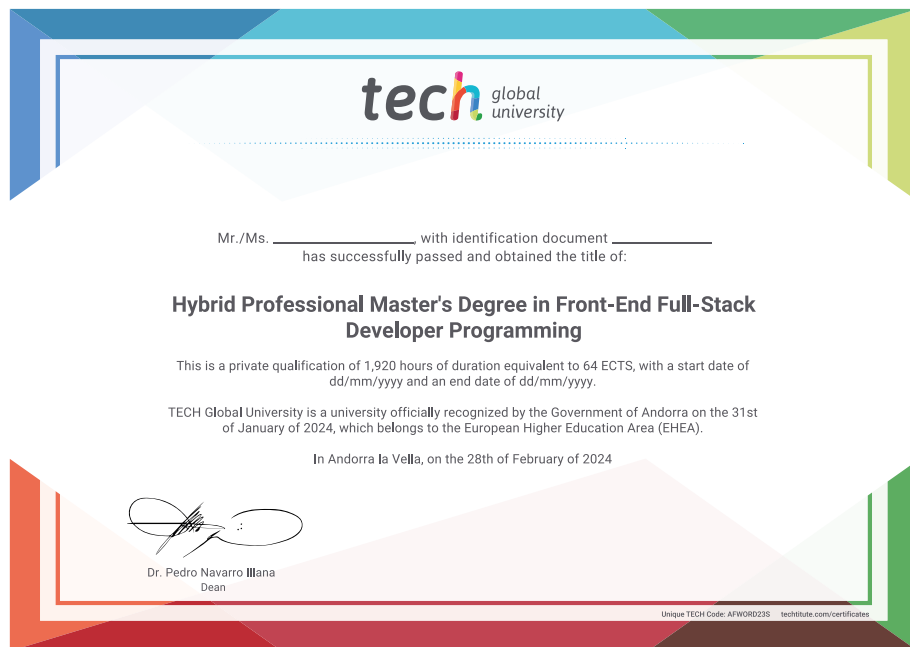 tech global
university
Mr./Ms. ______________, with identification document __________
has successfully passed and obtained the title of:
Hybrid Professional Master's Degree in Front-End Full-Stack
Developer Programming
This is a private qualification of 1,920 hours of duration equivalent to 64 ECTS, with a start date of
dd/mm/yyyy and an end date of dd/mm/yyyy.
TECH Global University is a university officially recognized by the Government of Andorra on the 31st
of January of 2024, which belongs to the European Higher Education Area (EHEA).
In Andorra la Vella, on the 28th of February of 2024
Dr. Pedro Navarro Illana
Dean
Unique TECH Code: AFWORD23S techtitute.com/certificates